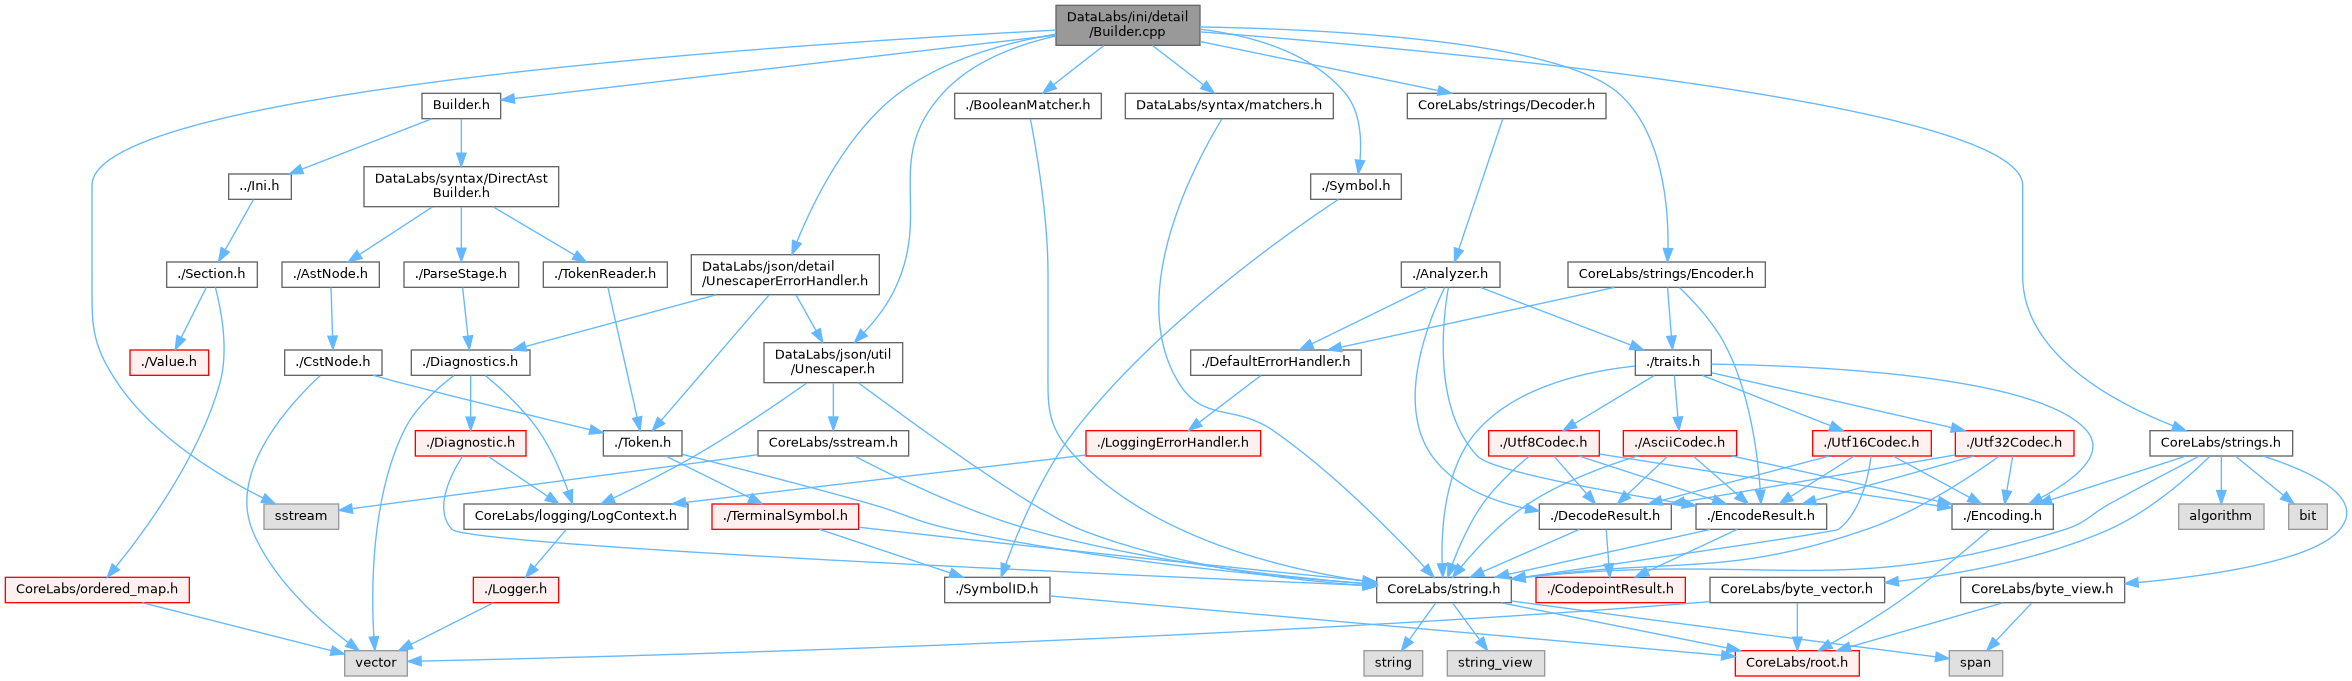 DataLabs/ini/detail
/Builder.cpp
Builder.h
./BooleanMatcher.h
DataLabs/syntax/matchers.h
CoreLabs/strings/Decoder.h
../Ini.h
DataLabs/syntax/DirectAst
Builder.h
./Symbol.h
./Section.h
./AstNode.h
./ParseStage.h
./TokenReader.h
DataLabs/json/detail
/UnescaperErrorHandler.h
./Analyzer.h
CoreLabs/strings/Encoder.h
./Value.h
./CstNode.h
./Diagnostics.h
DataLabs/json/util
/Unescaper.h
./DefaultErrorHandler.h
./traits.h
./Diagnostic.h
./Token.h
CoreLabs/sstream.h
./LoggingErrorHandler.h
./Utf8Codec.h
./AsciiCodec.h
./Utf16Codec.h
./Utf32Codec.h
CoreLabs/strings.h
sstream
CoreLabs/logging/LogContext.h
./TerminalSymbol.h
./DecodeResult.h
./EncodeResult.h
./Encoding.h
algorithm
bit
CoreLabs/ordered_map.h
./Logger.h
./SymbolID.h
CoreLabs/string.h
./CodepointResult.h
CoreLabs/byte_vector.h
CoreLabs/byte_view.h
vector
string
string_view
CoreLabs/root.h
span